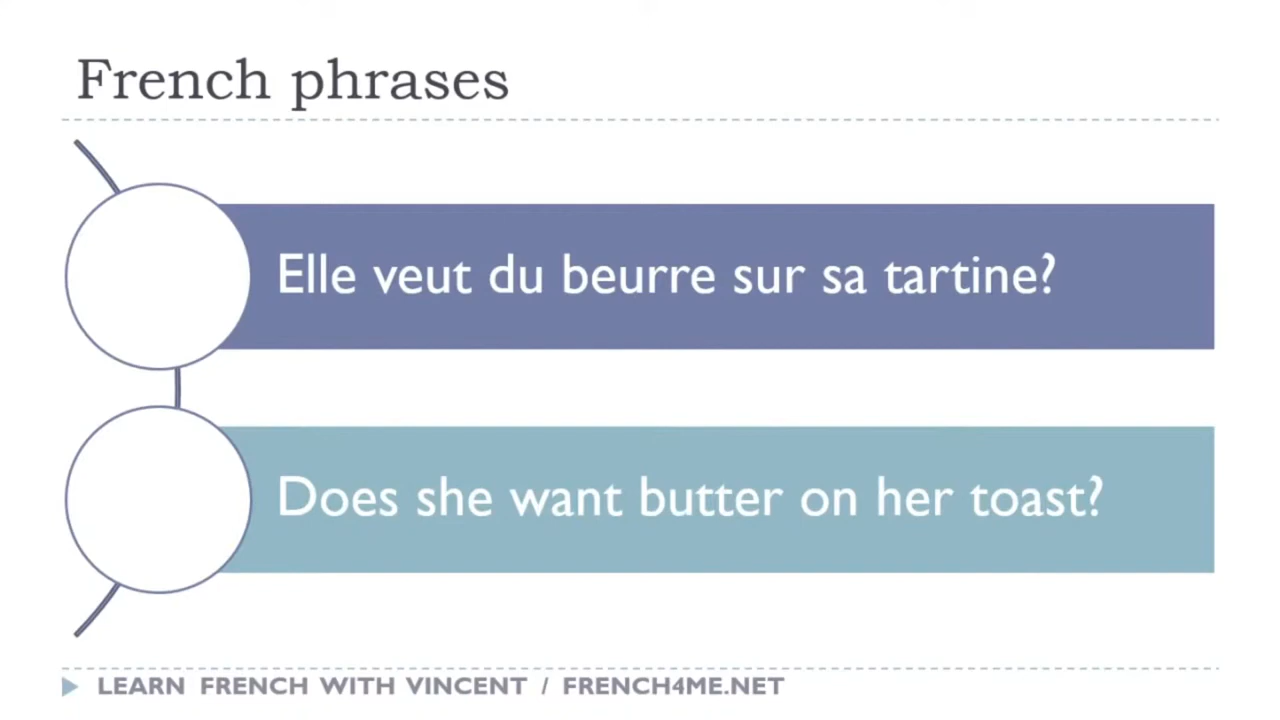 French phrases
Elle veut du beurre sur sa tartine?
Does she want butter on her toast?
LEARN FRENCH WITH VINCENT / FRENCH4ME.NET